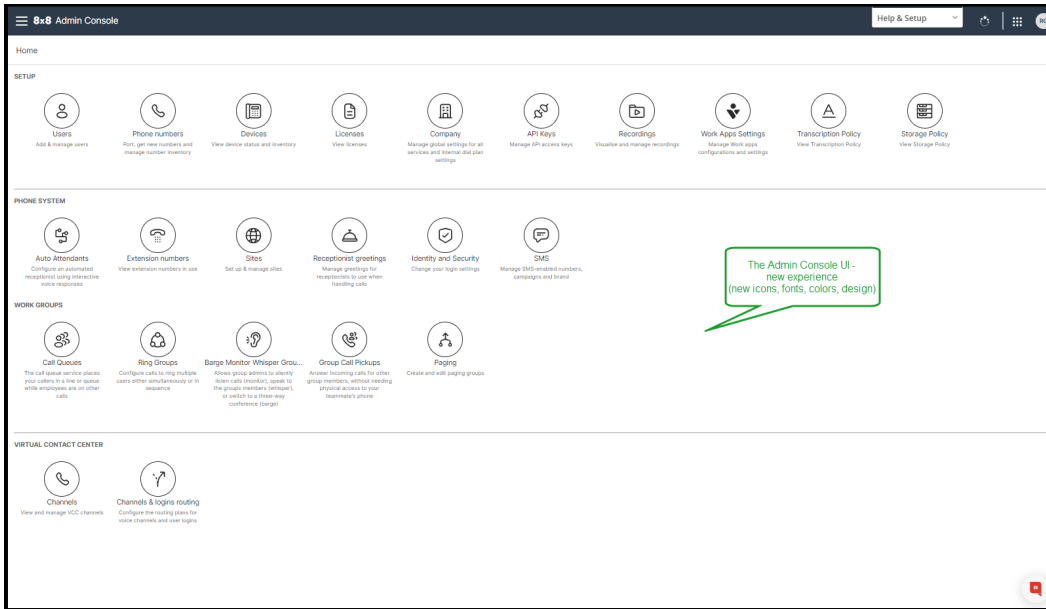 8x8 Admin Console
Help & Setup
RC
Home
SETUP
Users
Add & manage users
Phone numbers
Port, get new numbers and
manage number inventory
Devices
View device status and inventory
Licenses
View licenses
Company
Manage global settings for all
services and internal dial plan
settings
API Keys
Manage API access keys
Recordings
Visualise and manage recordings
Work Apps Settings
Manage Work apps
configurations and settings
Transcription Policy
View Transcription Policy
Storage Policy
View Storage Policy
PHONE SYSTEM
Auto Attendants
Configure an automated
receptionist using interactive
voice responses
Extension numbers
View extension numbers in use
Sites
Set up & manage sites
Receptionist greetings
Manage greetings for
receptionists to use when
handling calls
Identity and Security
Change your login settings
SMS
Manage SMS-enabled numbers,
campaigns and brand
The Admin Console UI -
new experience
(new icons, fonts, colors, design)
WORK GROUPS
Call Queues
The call queue service places
your callers in a line or queue
while employees are on other
calls
Ring Groups
Configure calls to ring multiple
users either simultaneously or in
sequence
Barge Monitor Whisper Grou...
Allows group admins to silently
listen calls (monitor), speak to
the groups members (whisper),
or switch to a three-way
conference (barge)
Group Call Pickups
Answer incoming calls for other
group members, without needing
physical access to your
teammate's phone
Paging
Create and edit paging groups
VIRTUAL CONTACT CENTER
Channels
View and manage VCC channels
Channels & logins routing
Configure the routing plans for
voice channels and user logins